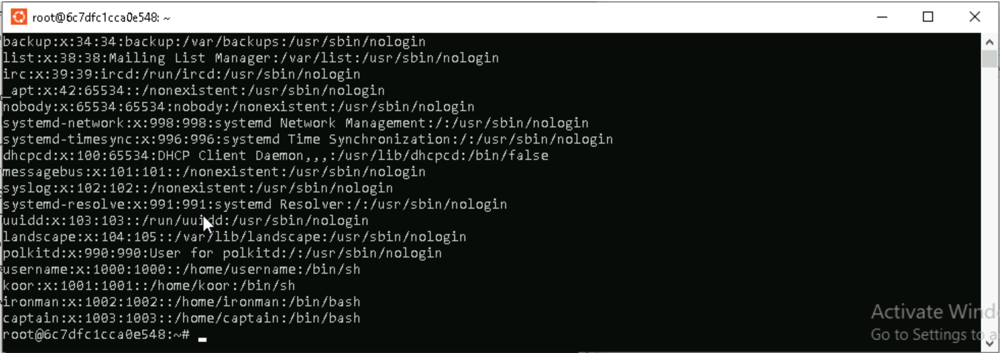 root@6c7dfc1cca0e548: ~
backup:x:34:34:backup:/var/backups:/usr/sbin/nologin
list:x:38:38:Mailing List Manager:/var/list:/usr/sbin/nologin
irc:x:39:39:ircd:/run/ircd:/usr/sbin/nologin
_apt:x:42:65534::/nonexistent:/usr/sbin/nologin
nobody:x:65534:65534:nobody:/nonexistent:/usr/sbin/nologin
systemd-network:x:998:998:systemd Network Management:/:/usr/sbin/nologin
systemd-timesync:x:996:996:systemd Time Synchronization:/:/usr/sbin/nologin
dhcpcd:x:100:65534:DHCP Client Daemon,,,:/usr/lib/dhcpcd:/bin/false
messagebus:x:101:101::/nonexistent:/usr/sbin/nologin
syslog:x:102:102::/nonexistent:/usr/sbin/nologin
systemd-resolve:x:991:991:systemd Resolver:/:/usr/sbin/nologin
uuidd:x:103:103::/run/uuidd:/usr/sbin/nologin
landscape:x:104:105::/var/lib/landscape:/usr/sbin/nologin
polkitd:x:990:990:User for polkitd:/:/usr/sbin/nologin
username:x:1000:1000::/home/username:/bin/sh
koor:x:1001:1001::/home/koor:/bin/sh
ironman:x:1002:1002::/home/ironman:/bin/bash
captain:x:1003:1003::/home/captain:/bin/bash
root@6c7dfc1cca0e548:~#
Activate Wind
Go to Settings to a